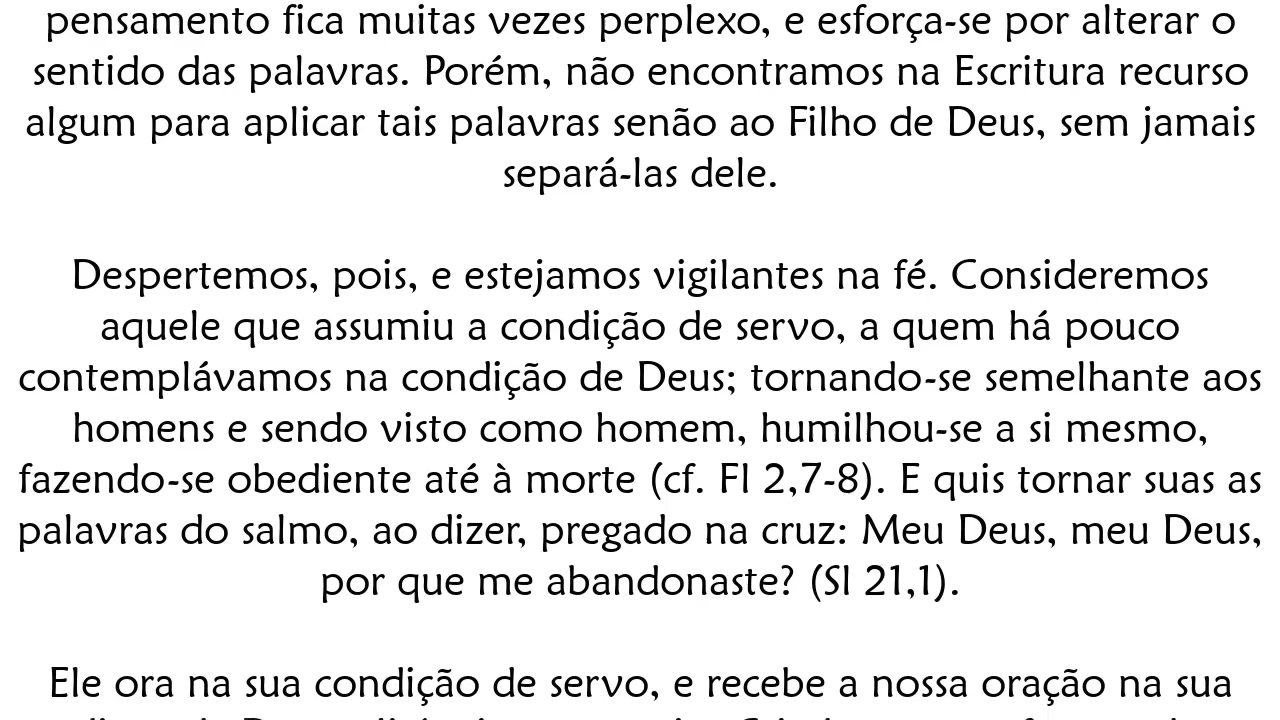 pensamento fica muitas vezes perplexo, e esforça-se por alterar o
sentido das palavras. Porém, não encontramos na Escritura recurso
algum para aplicar tais palavras senão ao Filho de Deus, sem jamais
separá-las dele.
Despertemos, pois, e estejamos vigilantes na fé. Consideremos
aquele que assumiu a condição de servo, a quem há pouco
contemplávamos na condição de Deus; tornando-se semelhante aos
homens e sendo visto como homem, humilhou-se a si mesmo,
fazendo-se obediente até à morte (cf. Fl 2,7-8). E quis tornar suas as
palavras do salmo, ao dizer, pregado na cruz: Meu Deus, meu Deus,
por que me abandonaste? (Sl 21,1).
Ele ora na sua condição de servo, e recebe a nossa oração na sua